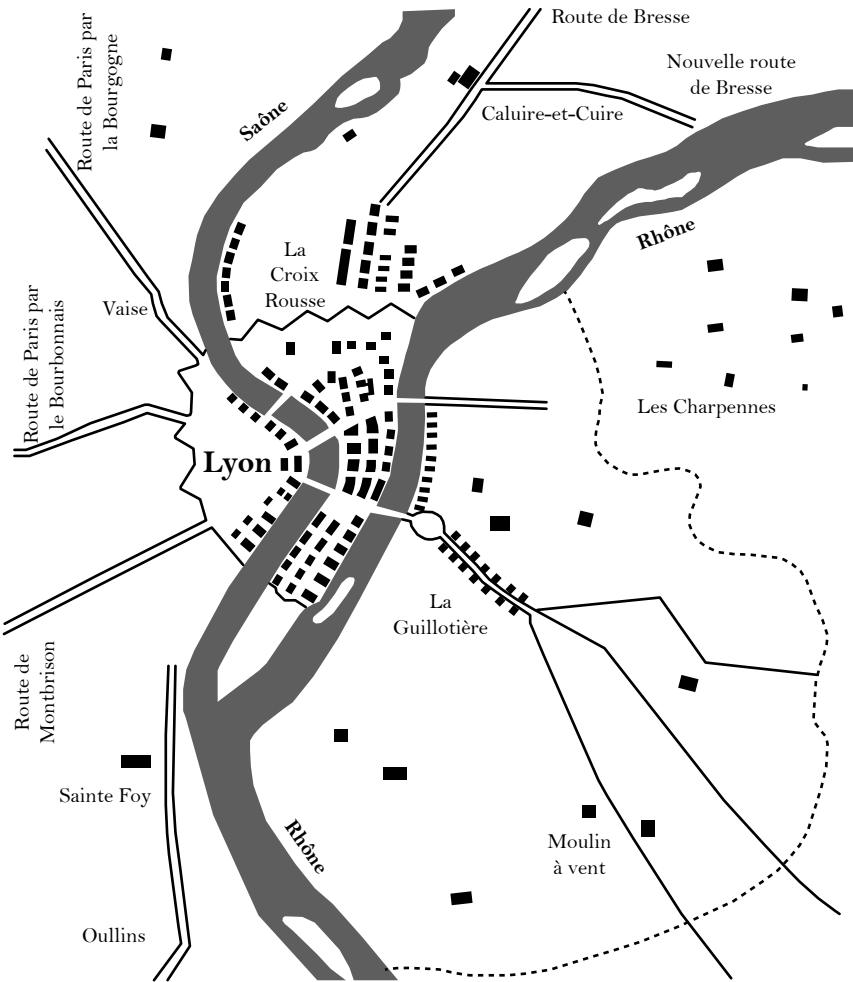 Route de Bresse
Route de Paris par
la Bourgogne
Nouvelle route
de Bresse
Saône
Caluire-et-Cuire
Rhône
La
Croix
Rousse
Vaise
Route de Paris par
le Bourbonnais
Les Charpennes
Lyon
La
Guillotière
Route de
Montbrison
Sainte Foy
Rhône
Moulin
à vent
Oullins